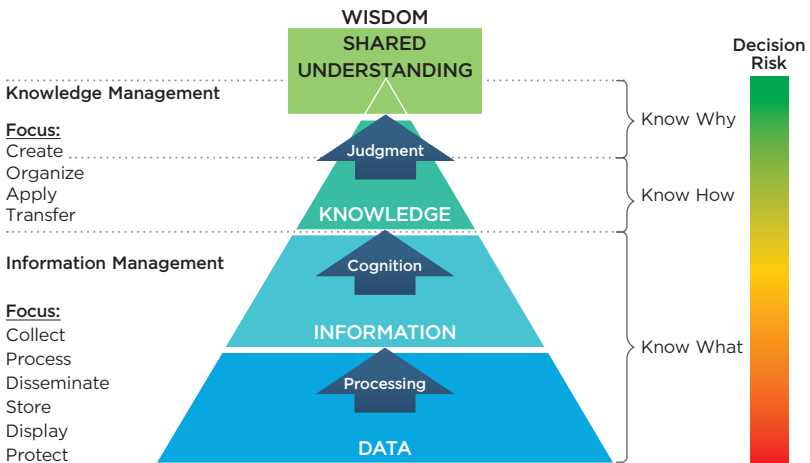 WISDOM
SHARED
UNDERSTANDING
Decision
Risk
Knowledge Management
Focus:
Create
Organize
Apply
Transfer
Judgment
KNOWLEDGE
Know Why
Know How
Information Management
Focus:
Collect
Process
Disseminate
Store
Display
Protect
Cognition
INFORMATION
Know What
Processing
DATA